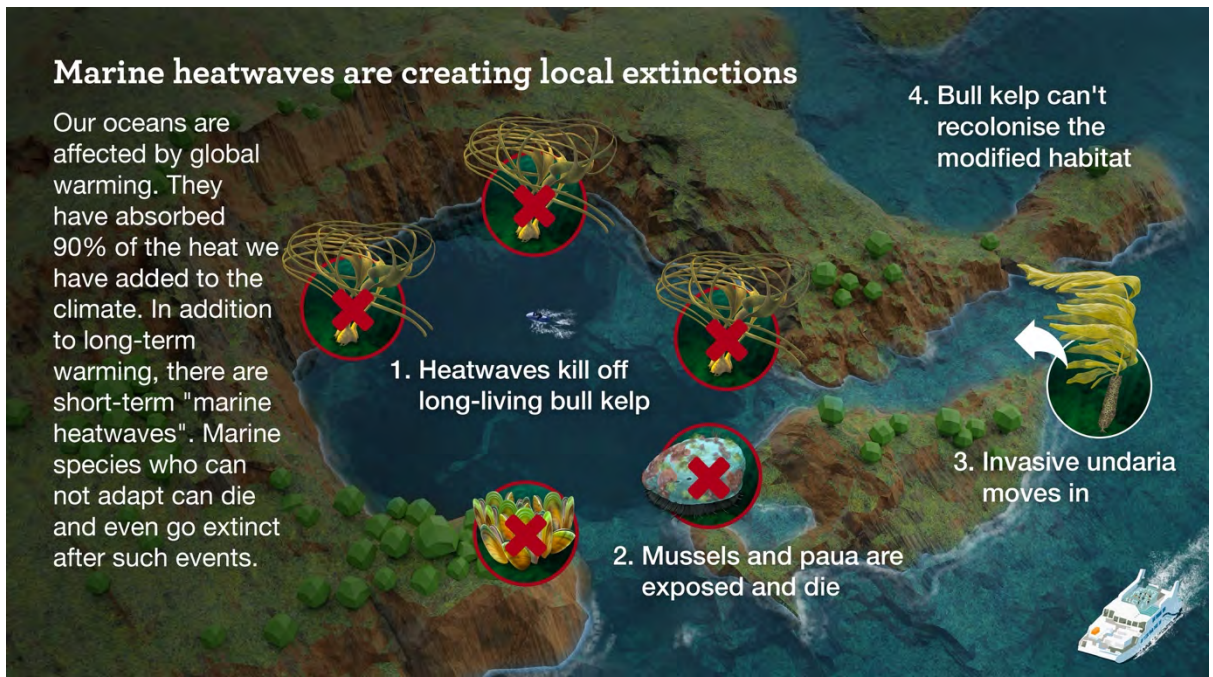 Marine heatwaves are creating local extinctions
Our oceans are
affected by global
warming. They
have absorbed
90% of the heat we
have added to the
climate. In addition
to long-term
warming, there are
short-term "marine
heatwaves". Marine
species who can
not adapt can die
and even go extinct
after such events.
1. Heatwaves kill off
long-living bull kelp
2. Mussels and paua are
exposed and die
3. Invasive undaria
moves in
4. Bull kelp can't
recolonise the
modified habitat